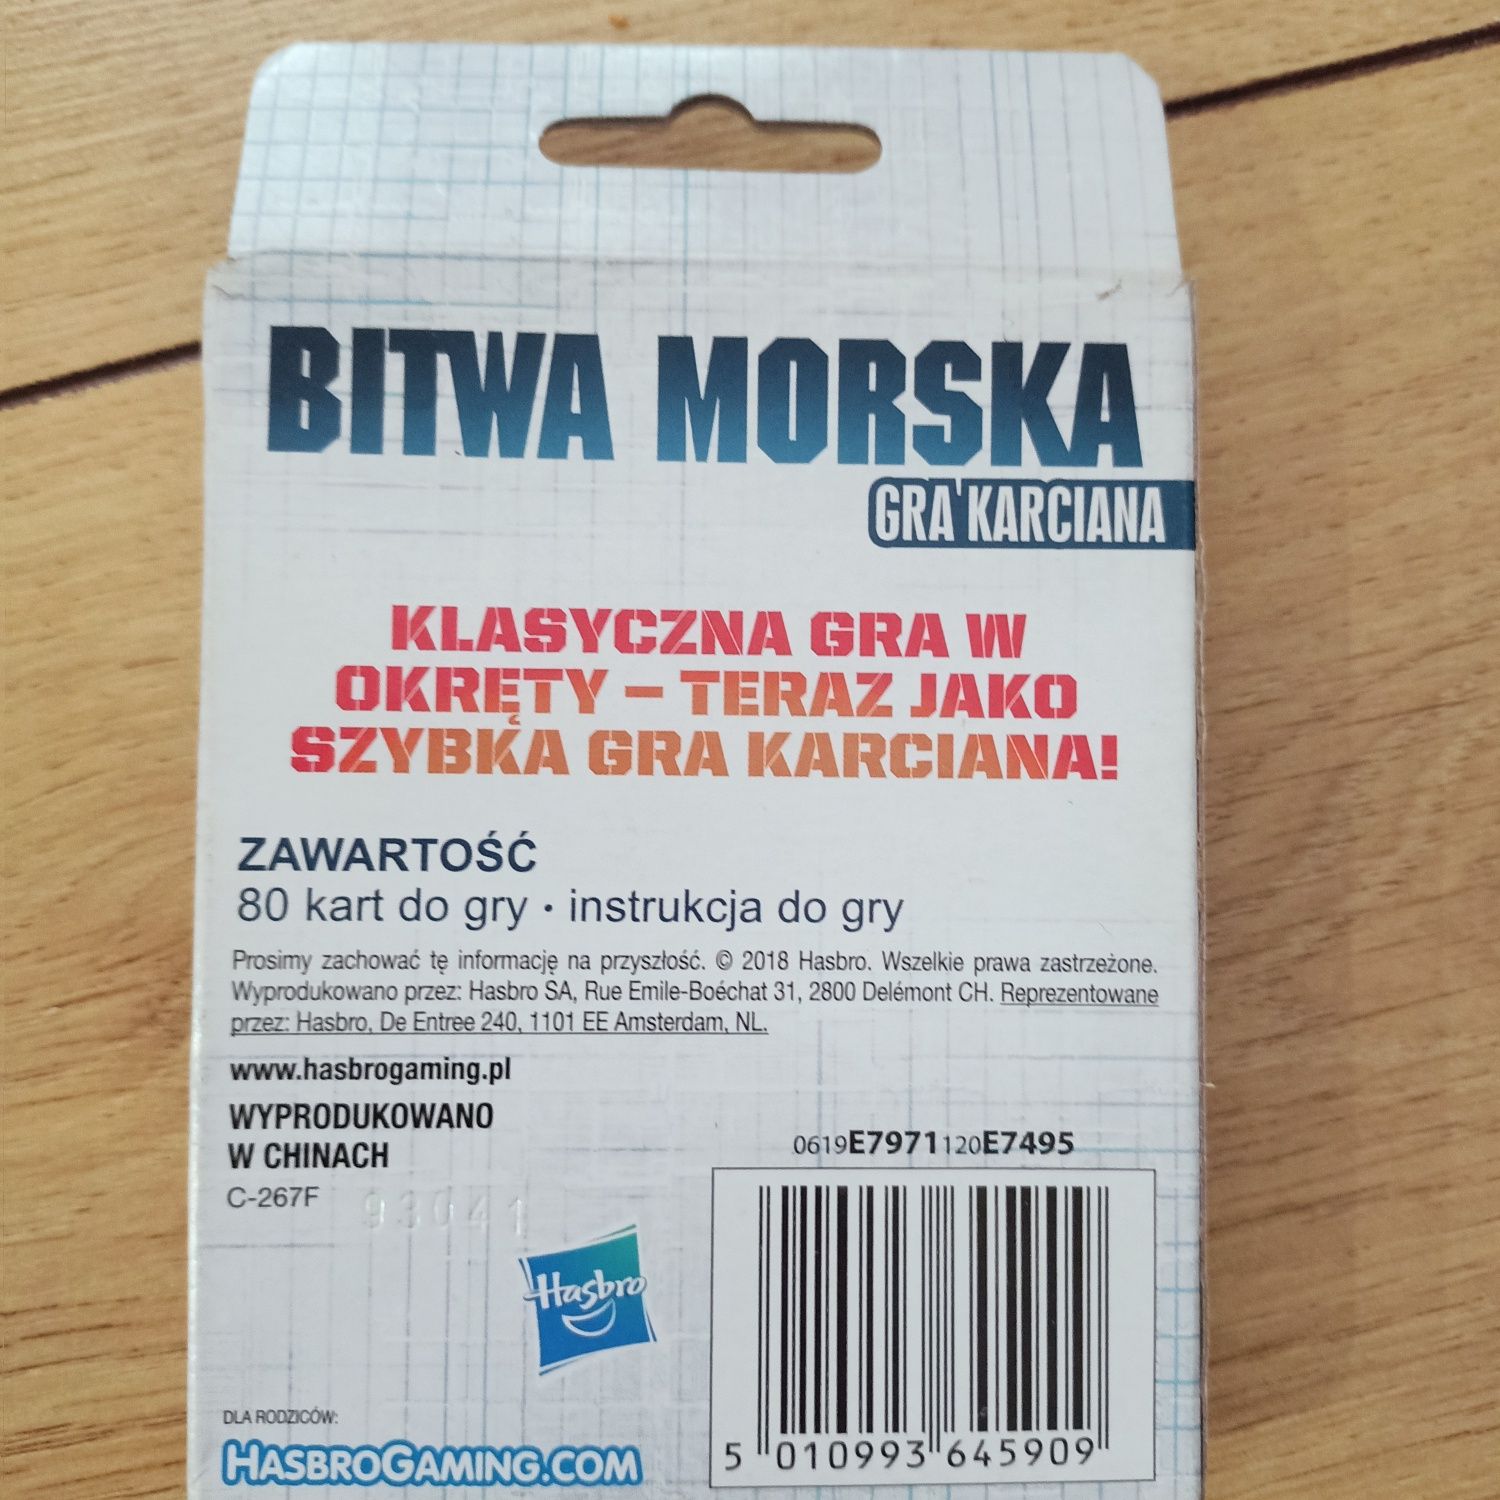 BITWA MORSKA
GRA KARCIANA
KLASYCZNA GRA W
OKRĘTY – TERAZ JAKO
SZYBKA GRA KARCIANA!
ZAWARTOŚĆ
80 kart do gry • instrukcja do gry
Prosimy zachować tę informację na przyszłość. © 2018 Hasbro. Wszelkie prawa zastrzeżone.
Wyprodukowano przez: Hasbro SA, Rue Emile-Boéchat 31, 2800 Delémont CH. Reprezentowane
przez: Hasbro, De Entree 240, 1101 EE Amsterdam, NL.
www.hasbrogaming.pl
WYPRODUKOWANO
W CHINACH
C-267F
93041
0619E7971120E7495
Hasbro
5 010993 645909
DLA RODZICÓW:
HASBROGAMING.COM